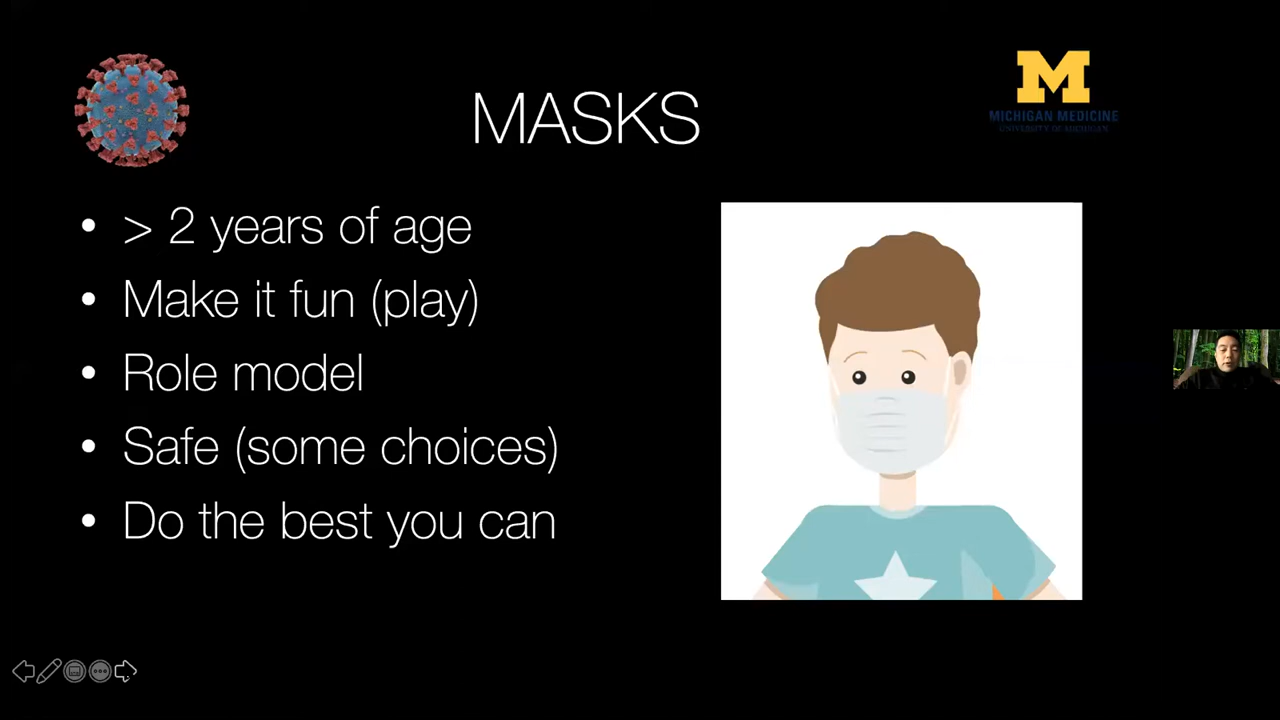 MASKS
M
MICHIGAN MEDICINE
UNIVERSITY OF MICHIGAN
• > 2 years of age
• Make it fun (play)
• Role model
• Safe (some choices)
• Do the best you can